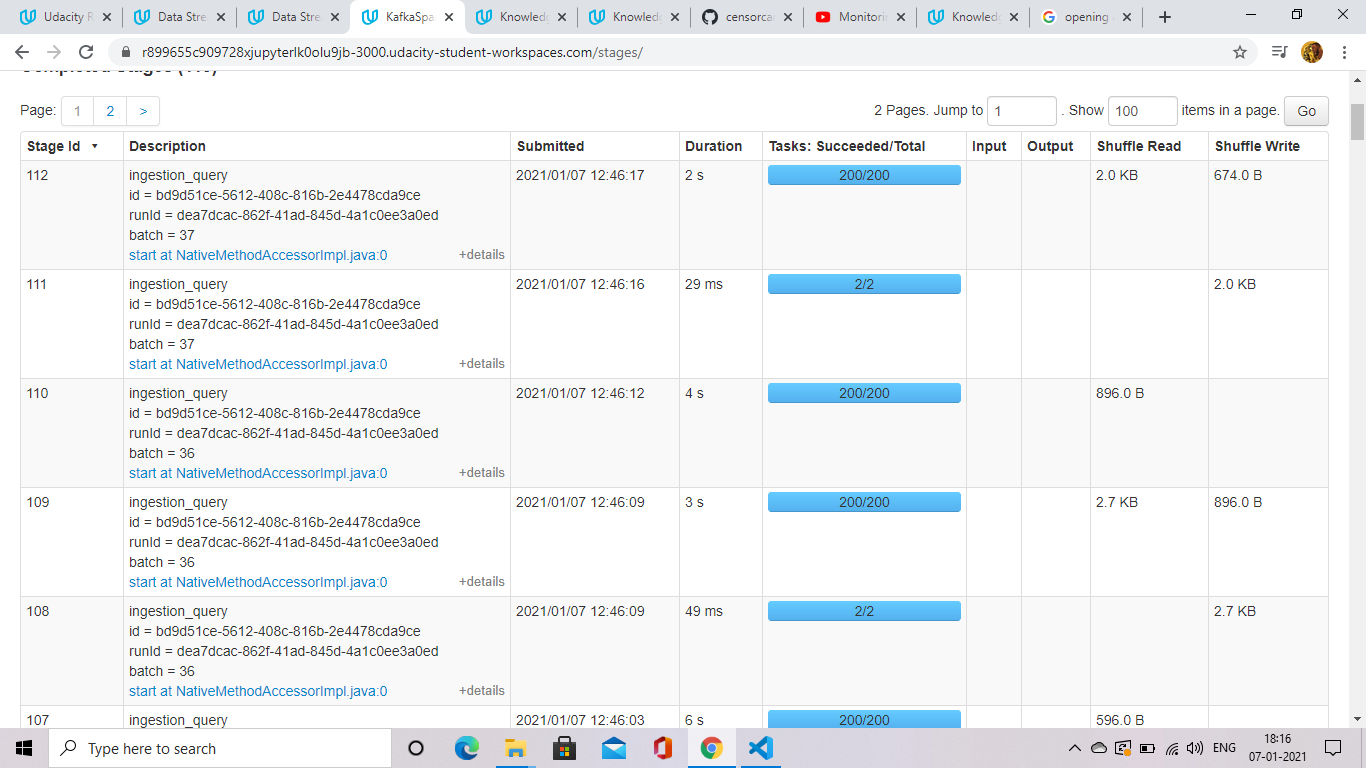 Udacity R
Data Stre
Data Stre
KafkaSpa
Knowled
Knowled
censorcar
Monitorin
Knowled
opening
r899655c909728xjupyterlk0olu9jb-3000.udacity-student-workspaces.com/stages/
Page: 1 2 >
2 Pages. Jump to 1 . Show 100 items in a page. Go
Stage Id ▾ Description Submitted Duration Tasks: Succeeded/Total Input Output Shuffle Read Shuffle Write
112 ingestion_query 2021/01/07 12:46:17 2 s 200/200 2.0 KB 674.0 B
id = bd9d51ce-5612-408c-816b-2e4478cda9ce
runId = dea7dcac-862f-41ad-845d-4a1c0ee3a0ed
batch = 37
start at NativeMethodAccessorImpl.java:0 +details
111 ingestion_query 2021/01/07 12:46:16 29 ms 2/2 2.0 KB
id = bd9d51ce-5612-408c-816b-2e4478cda9ce
runId = dea7dcac-862f-41ad-845d-4a1c0ee3a0ed
batch = 37
start at NativeMethodAccessorImpl.java:0 +details
110 ingestion_query 2021/01/07 12:46:12 4 s 200/200 896.0 B
id = bd9d51ce-5612-408c-816b-2e4478cda9ce
runId = dea7dcac-862f-41ad-845d-4a1c0ee3a0ed
batch = 36
start at NativeMethodAccessorImpl.java:0 +details
109 ingestion_query 2021/01/07 12:46:09 3 s 200/200 2.7 KB 896.0 B
id = bd9d51ce-5612-408c-816b-2e4478cda9ce
runId = dea7dcac-862f-41ad-845d-4a1c0ee3a0ed
batch = 36
start at NativeMethodAccessorImpl.java:0 +details
108 ingestion_query 2021/01/07 12:46:09 49 ms 2/2 2.7 KB
id = bd9d51ce-5612-408c-816b-2e4478cda9ce
runId = dea7dcac-862f-41ad-845d-4a1c0ee3a0ed
batch = 36
start at NativeMethodAccessorImpl.java:0 +details
107 ingestion_query 2021/01/07 12:46:03 6 s 200/200 596.0 B
Type here to search
ENG
18:16
07-01-2021